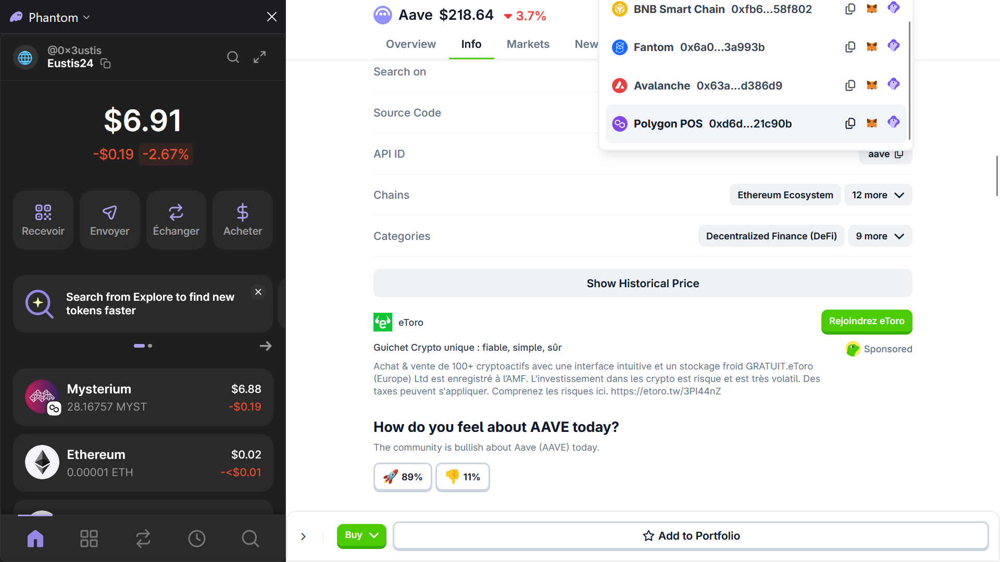 Phantom
@0x3ustis
Eustis24
$6.91
-$0.19 -2.67%
Recevoir
Envoyer
Échanger
Acheter
Search from Explore to find new
tokens faster
Mysterium
$6.88
28.16757 MYST
-$0.19
Ethereum
$0.02
0.00001 ETH
-<$0.01
Aave $218.64 3.7%
Overview
Info
Markets
New
BNB Smart Chain 0xfb6...58f802
Fantom 0x6a0...3a993b
Avalanche 0x63a...d386d9
Polygon POS 0xd6d...21c90b
Search on
Source Code
API ID
aave
Chains
Ethereum Ecosystem
12 more
Categories
Decentralized Finance (DeFi)
9 more
Show Historical Price
eToro
Rejoindrez eToro
Guichet Crypto unique : fiable, simple, sûr
Sponsored
Achat & vente de 100+ cryptoactifs avec une interface intuitive et un stockage froid GRATUIT.eToro
(Europe) Ltd est enregistré à l’AMF. L'investissement dans les crypto est risque et est très volatil. Des
taxes peuvent s'appliquer. Comprenez les risques ici. https://etoro.tw/3PI44nZ
How do you feel about AAVE today?
The community is bullish about Aave (AAVE) today.
89%
11%
Buy
Add to Portfolio